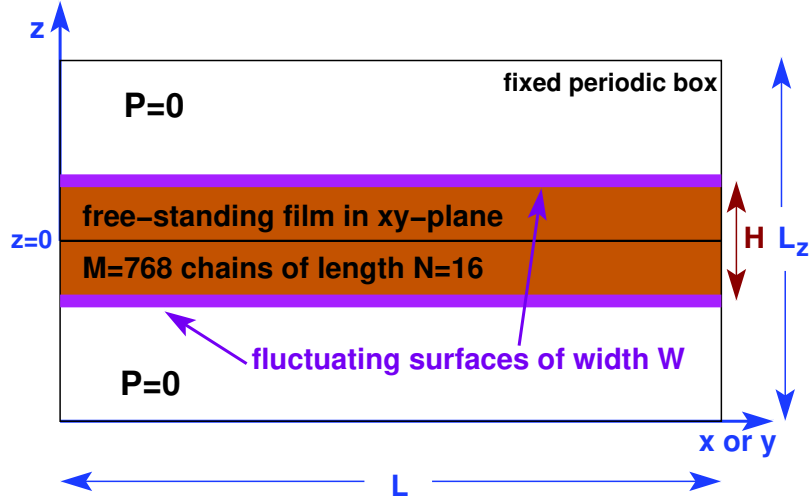 z
fixed periodic box
P=0
free−standing film in xy−plane
z=0
H
L_z
M=768 chains of length N=16
fluctuating surfaces of width W
P=0
x or y
L